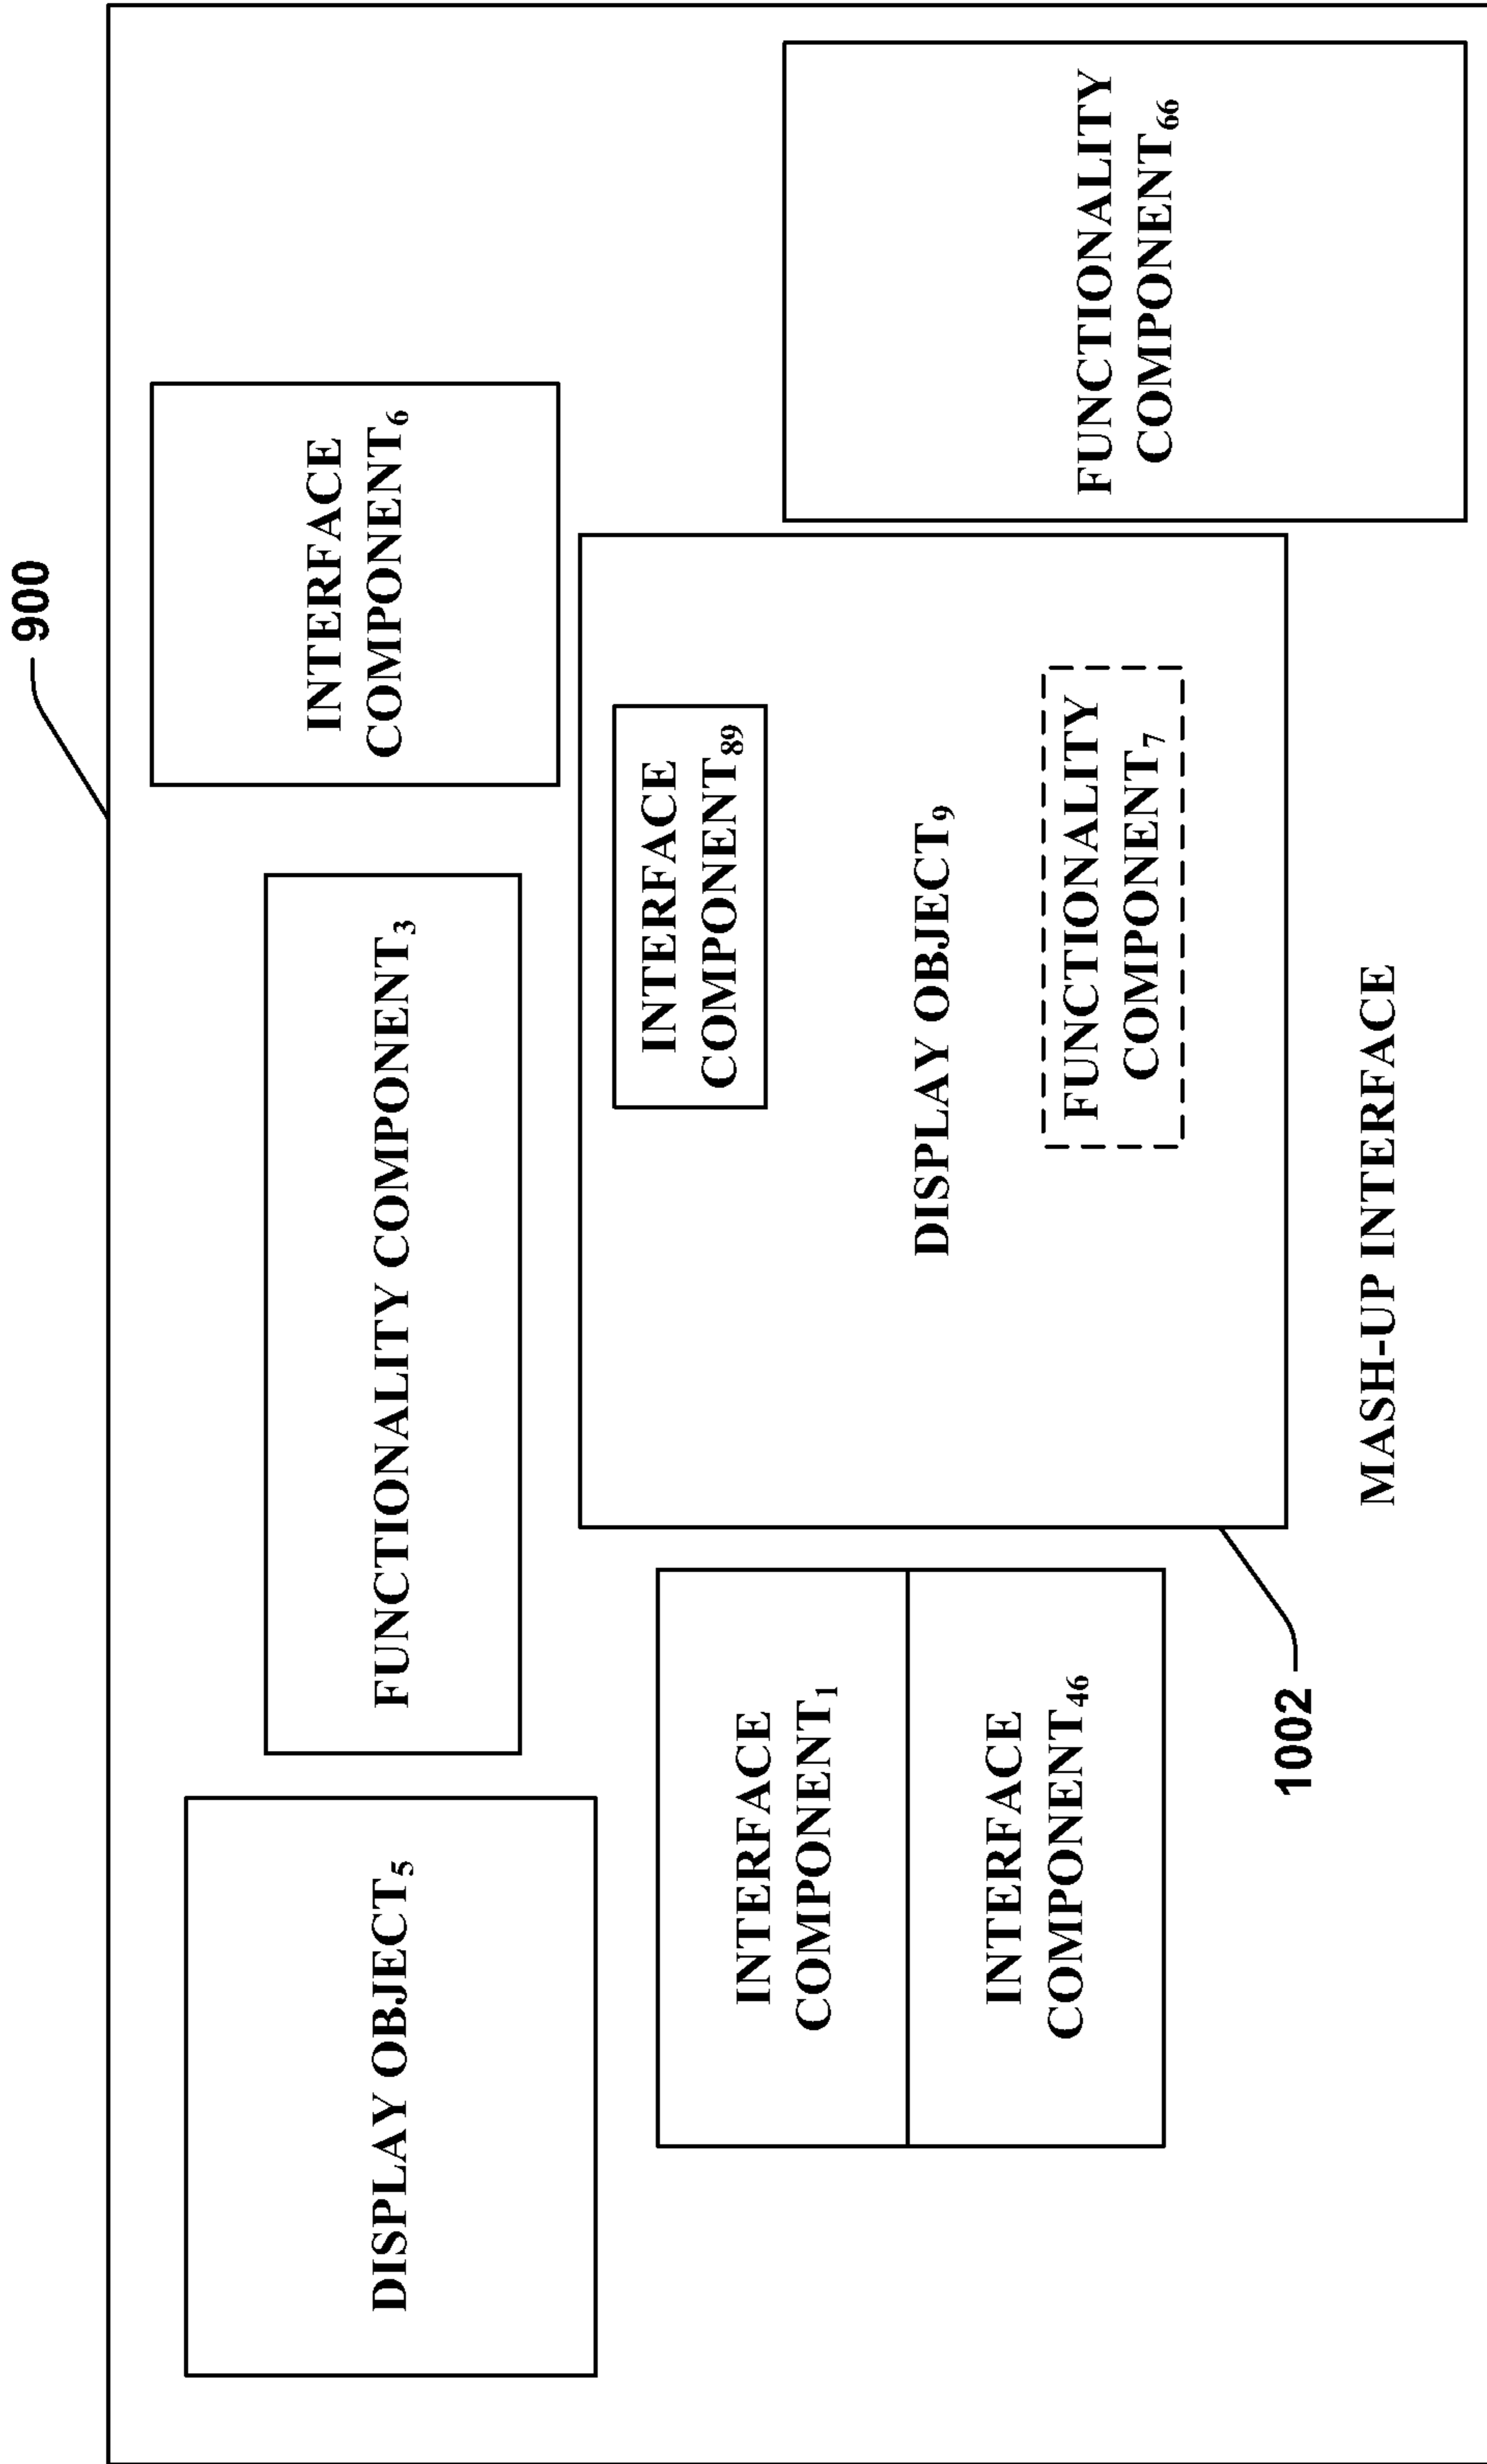 900
DISPLAY OBJECT₅
FUNCTIONALITY COMPONENT₃
INTERFACE
COMPONENT₆
INTERFACE
COMPONENT₁
INTERFACE
COMPONENT₄₆
INTERFACE
COMPONENT₈₉
DISPLAY OBJECT₉
FUNCTIONALITY
COMPONENT₇
FUNCTIONALITY
COMPONENT₆₆
1002
MASH-UP INTERFACE